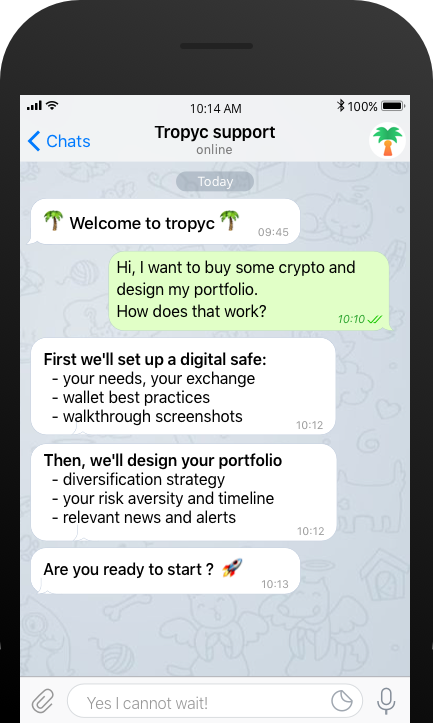 10:14 AM
100%
Chats
Tropyc support
online
Today
🌴 Welcome to tropyc 🌴
09:45
Hi, I want to buy some crypto and
design my portfolio.
How does that work?
10:10
First we'll set up a digital safe:
- your needs, your exchange
- wallet best practices
- walkthrough screenshots
10:12
Then, we'll design your portfolio
- diversification strategy
- your risk aversity and timeline
- relevant news and alerts
10:12
Are you ready to start ? 🚀
10:13
Yes I cannot wait!